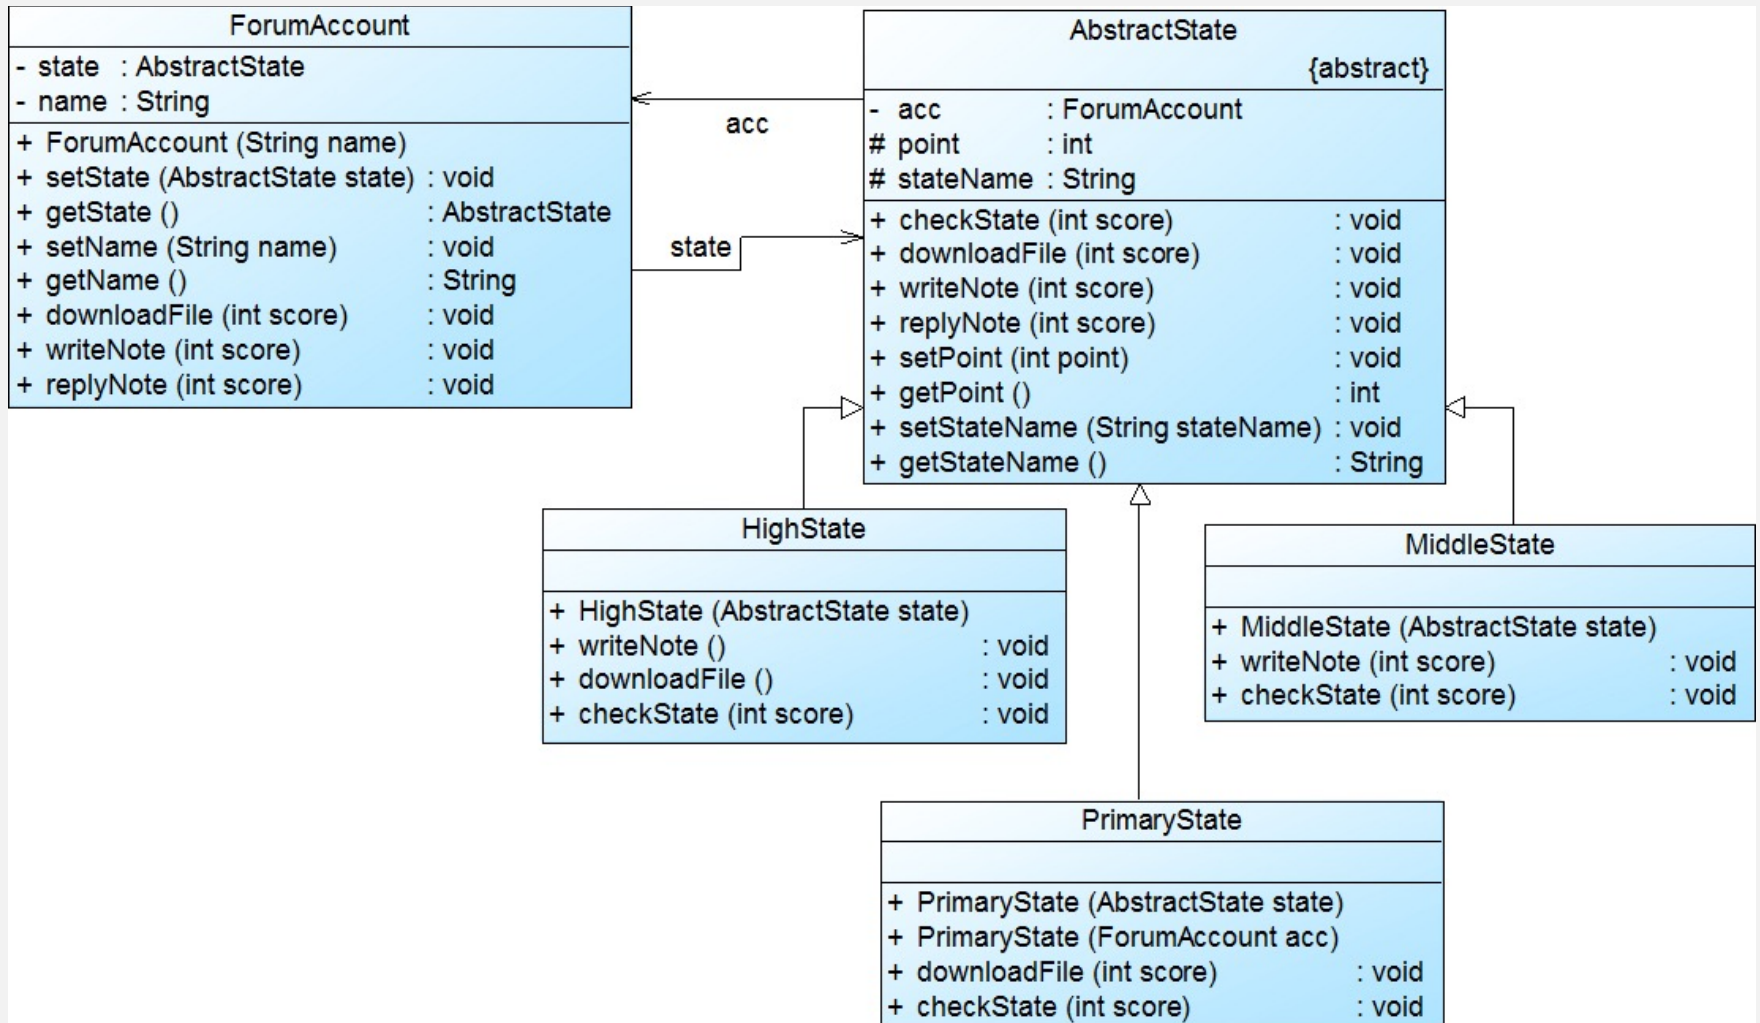 ForumAccount
- state : AbstractState
- name : String
+ ForumAccount (String name)
+ setState (AbstractState state) : void
+ getState () : AbstractState
+ setName (String name) : void
+ getName () : String
+ downloadFile (int score) : void
+ writeNote (int score) : void
+ replyNote (int score) : void
acc
state
AbstractState
{abstract}
- acc : ForumAccount
# point : int
# stateName : String
+ checkState (int score) : void
+ downloadFile (int score) : void
+ writeNote (int score) : void
+ replyNote (int score) : void
+ setPoint (int point) : void
+ getPoint () : int
+ setStateName (String stateName) : void
+ getStateName () : String
HighState
+ HighState (AbstractState state)
+ writeNote () : void
+ downloadFile () : void
+ checkState (int score) : void
MiddleState
+ MiddleState (AbstractState state)
+ writeNote (int score) : void
+ checkState (int score) : void
PrimaryState
+ PrimaryState (AbstractState state)
+ PrimaryState (ForumAccount acc)
+ downloadFile (int score) : void
+ checkState (int score) : void